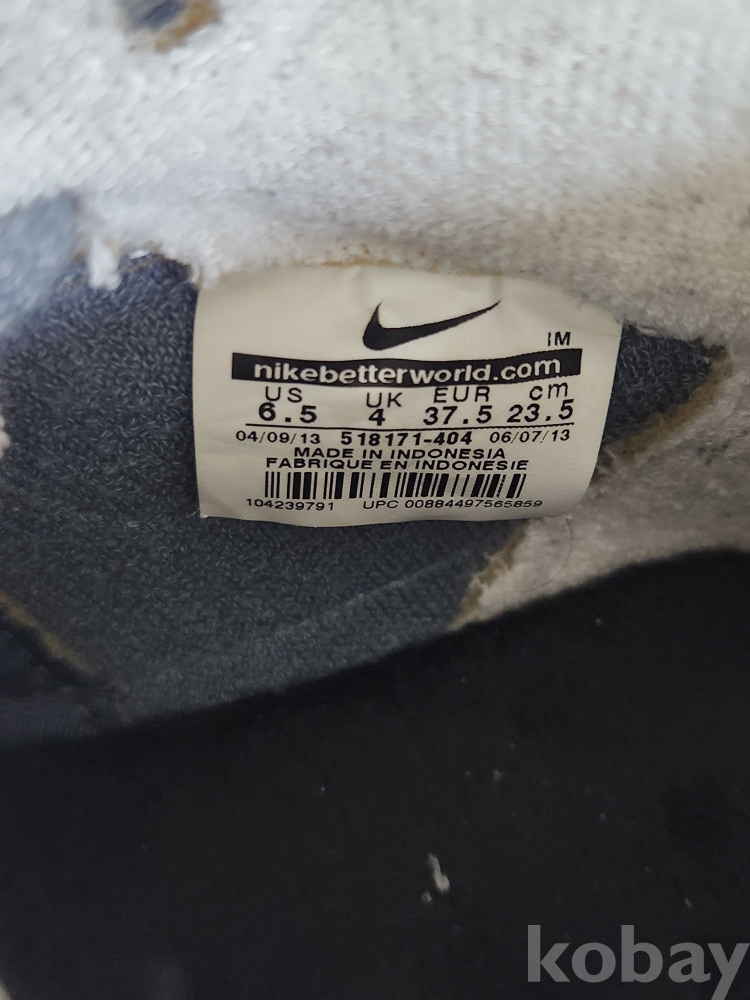 IM
nikebetterworld.com
US UK EUR cm
6.5 4 37.5 23.5
04/09/13 518171-404 06/07/13
MADE IN INDONESIA
FABRIQUE EN INDONESIE
104239791 UPC 00884497565859
kobay